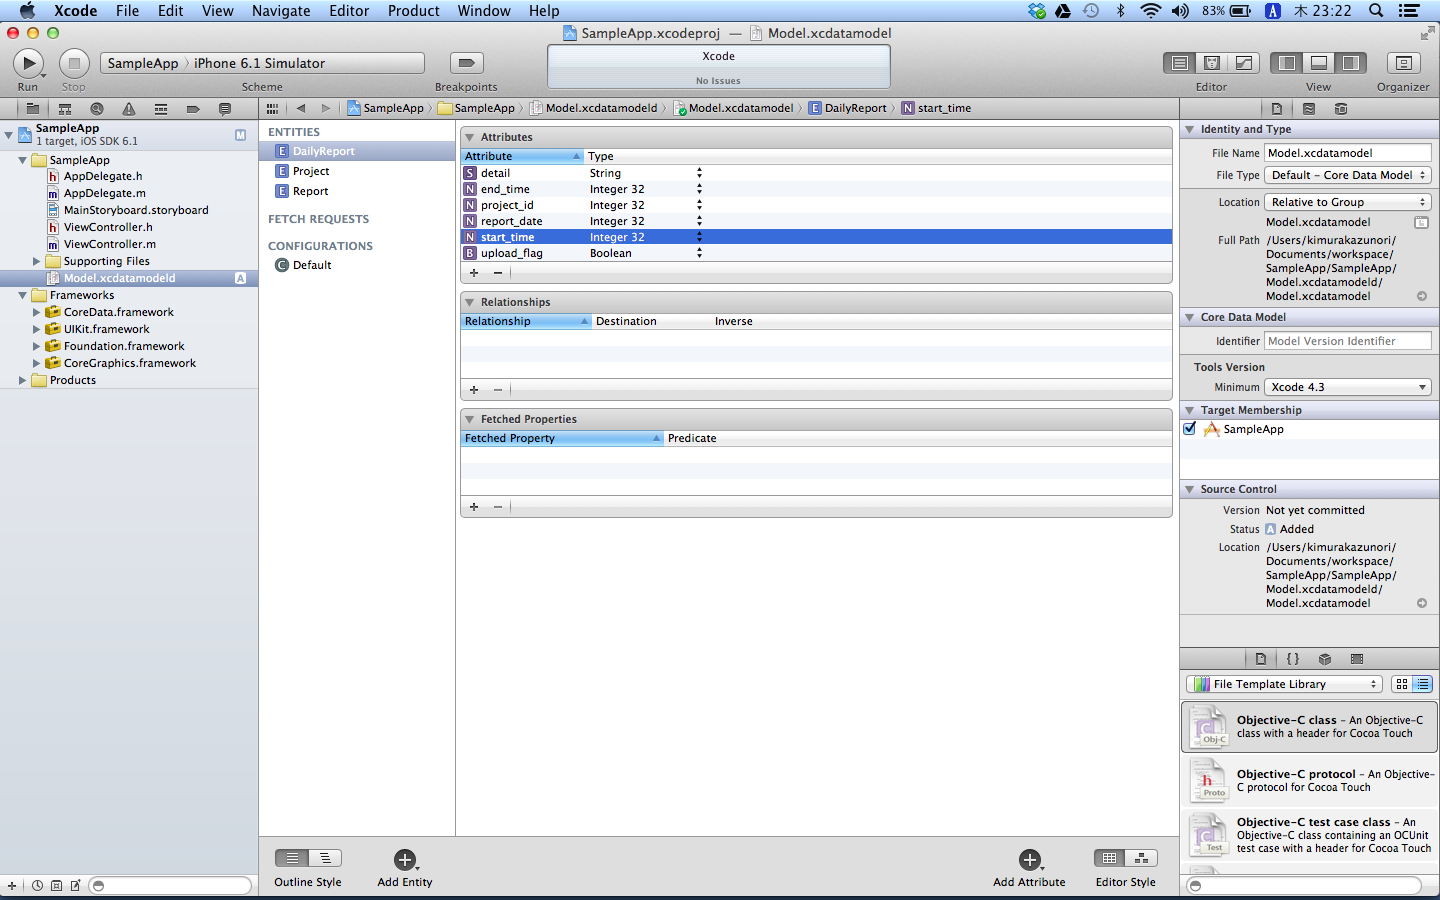 Xcode File Edit View Navigate Editor Product Window Help 83% A 木 23:22
SampleApp.xcodeproj — Model.xcdatamodel
SampleApp 〉 iPhone 6.1 Simulator
Xcode
No Issues
Run Stop Scheme Breakpoints Editor View Organizer
SampleApp 〉 SampleApp 〉 Model.xcdatamodeld 〉 Model.xcdatamodel 〉 E DailyReport 〉 N start_time
SampleApp M
1 target, iOS SDK 6.1
SampleApp
h AppDelegate.h
m AppDelegate.m
MainStoryboard.storyboard
h ViewController.h
m ViewController.m
Supporting Files
Model.xcdatamodeld A
Frameworks
CoreData.framework
UIKit.framework
Foundation.framework
CoreGraphics.framework
Products
ENTITIES
E DailyReport
E Project
E Report
FETCH REQUESTS
CONFIGURATIONS
C Default
Attributes
Attribute Type
S detail String
N end_time Integer 32
N project_id Integer 32
N report_date Integer 32
N start_time Integer 32
B upload_flag Boolean
+ −
Relationships
Relationship Destination Inverse
+ −
Fetched Properties
Fetched Property Predicate
+ −
Outline Style Add Entity Add Attribute Editor Style
Identity and Type
File Name Model.xcdatamodel
File Type Default – Core Data Model
Location Relative to Group
Model.xcdatamodel
Full Path /Users/kimurakazunori/
Documents/workspace/
SampleApp/SampleApp/
Model.xcdatamodeld/
Model.xcdatamodel
Core Data Model
Identifier Model Version Identifier
Tools Version
Minimum Xcode 4.3
Target Membership
SampleApp
Source Control
Version Not yet committed
Status A Added
Location /Users/kimurakazunori/
Documents/workspace/
SampleApp/SampleApp/
Model.xcdatamodeld/
Model.xcdatamodel
{ }
File Template Library
Obj-C
Objective-C class – An Objective-C
class with a header for Cocoa Touch
h
Proto
Objective-C protocol – An Objective-
C protocol for Cocoa Touch
Test
Objective-C test case class – An
Objective-C class containing an OCUnit
test case with a header for Cocoa Touch